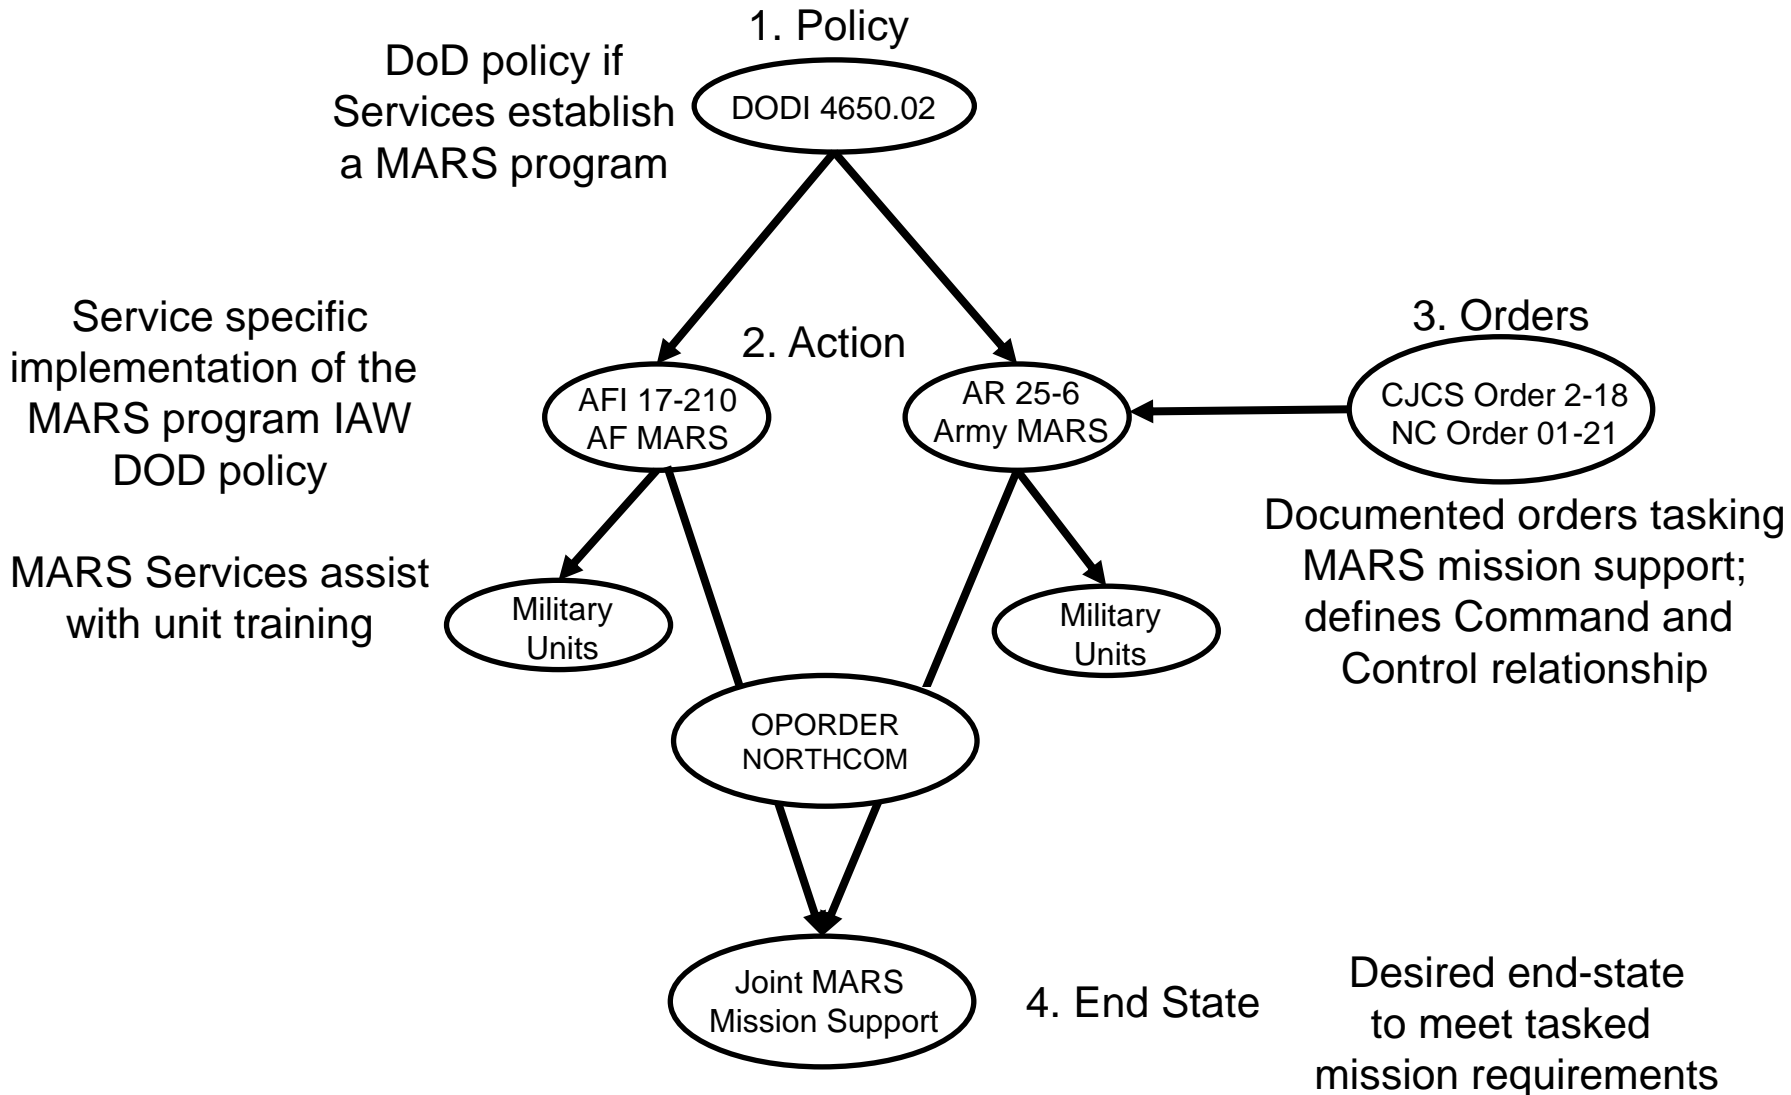 1. Policy
DoD policy if
Services establish
a MARS program
DODI 4650.02
Service specific
implementation of the
MARS program IAW
DOD policy
2. Action
AFI 17-210
AF MARS
AR 25-6
Army MARS
3. Orders
CJCS Order 2-18
NC Order 01-21
Documented orders tasking
MARS mission support;
defines Command and
Control relationship
MARS Services assist
with unit training
Military
Units
Military
Units
OPORDER
NORTHCOM
Joint MARS
Mission Support
4. End State
Desired end-state
to meet tasked
mission requirements